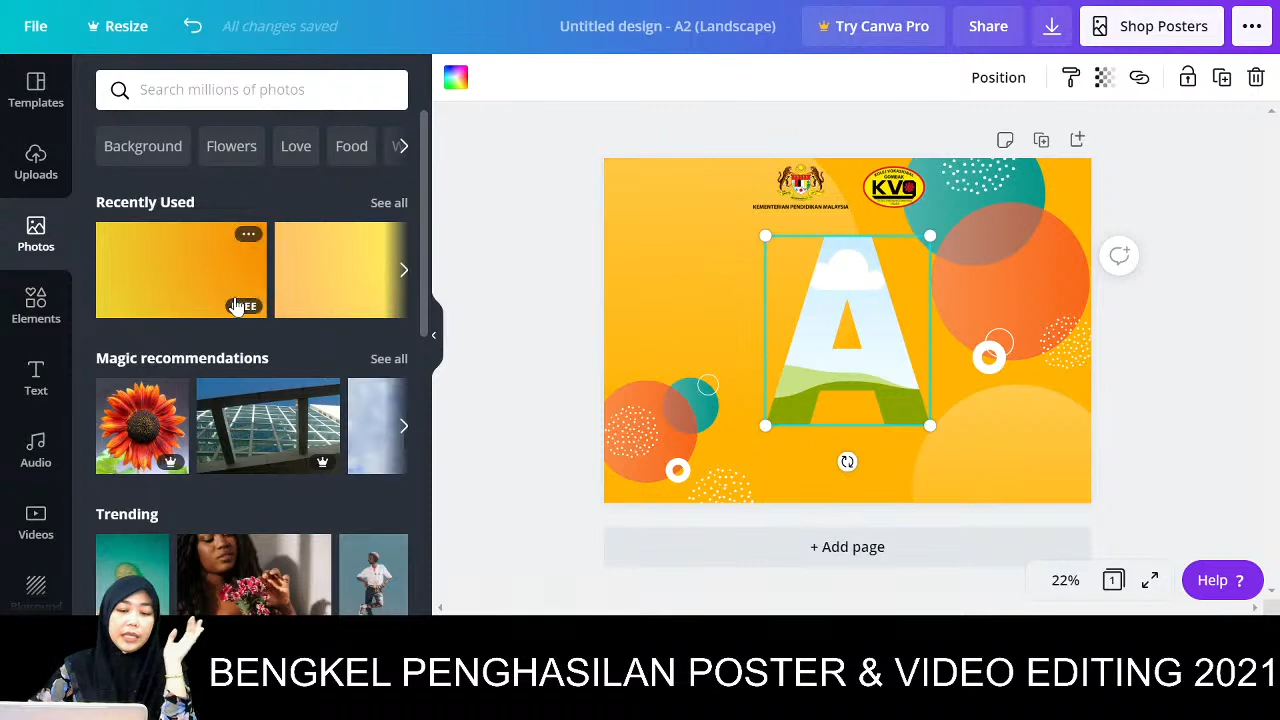 File
Resize
All changes saved
Untitled design - A2 (Landscape)
Try Canva Pro
Share
Shop Posters
Templates
Uploads
Photos
Elements
Text
Audio
Videos
Search millions of photos
Background
Flowers
Love
Food
Recently Used
See all
Magic recommendations
See all
Trending
Position
KEMENTERIAN PENDIDIKAN MALAYSIA
GOMBAK
KVG
A
+ Add page
22%
1
Help ?
BENGKEL PENGHASILAN POSTER & VIDEO EDITING 2021